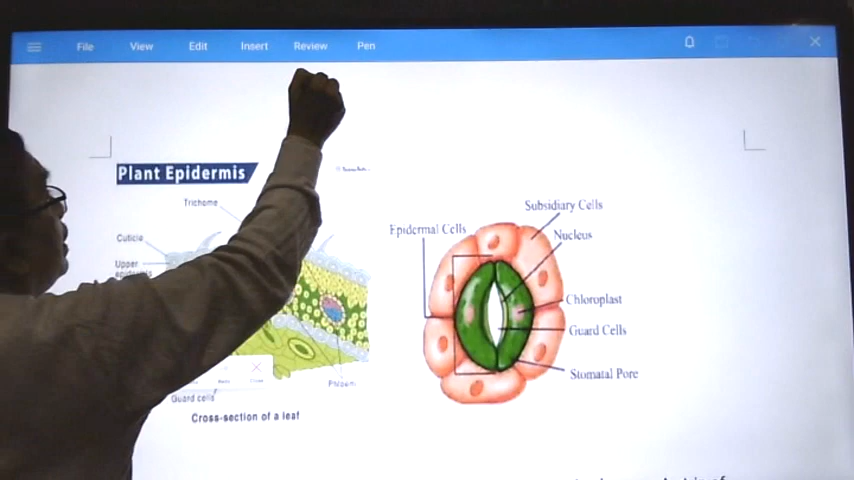 File View Edit Insert Review Pen
Plant Epidermis
Trichome
Cuticle
Upper
epidermis
Phloem
Guard cells
Cross-section of a leaf
Subsidiary Cells
Epidermal Cells
Nucleus
Chloroplast
Guard Cells
Stomatal Pore